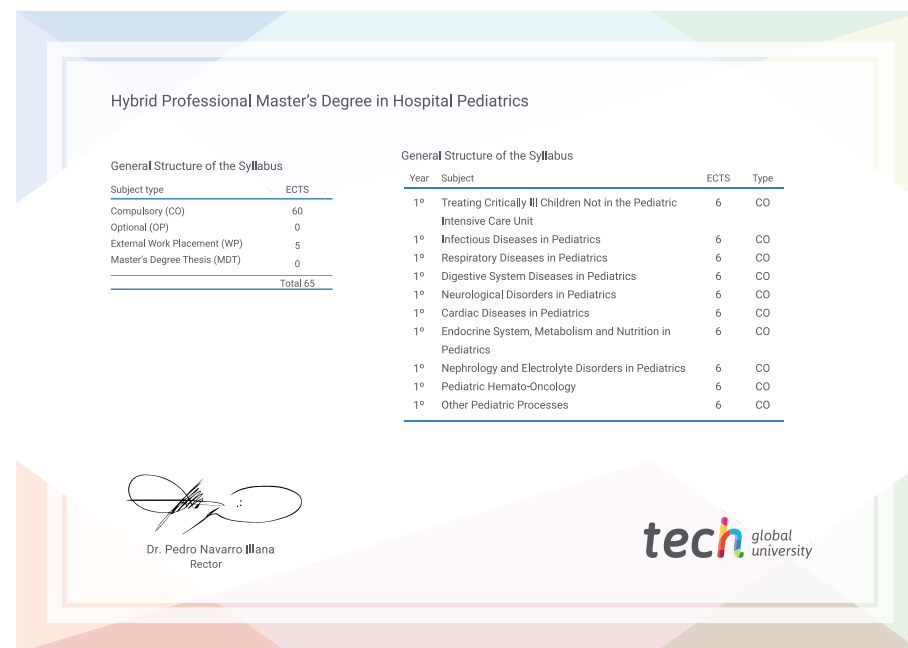 Hybrid Professional Master's Degree in Hospital Pediatrics
General Structure of the Syllabus
Subject type ECTS
Compulsory (CO) 60
Optional (OP) 0
External Work Placement (WP) 5
Master's Degree Thesis (MDT) 0
Total 65
General Structure of the Syllabus
Year Subject ECTS Type
1º Treating Critically Ill Children Not in the Pediatric 6 CO
Intensive Care Unit
1º Infectious Diseases in Pediatrics 6 CO
1º Respiratory Diseases in Pediatrics 6 CO
1º Digestive System Diseases in Pediatrics 6 CO
1º Neurological Disorders in Pediatrics 6 CO
1º Cardiac Diseases in Pediatrics 6 CO
1º Endocrine System, Metabolism and Nutrition in 6 CO
Pediatrics
1º Nephrology and Electrolyte Disorders in Pediatrics 6 CO
1º Pediatric Hemato-Oncology 6 CO
1º Other Pediatric Processes 6 CO
Dr. Pedro Navarro Illana
Rector
tech global
university